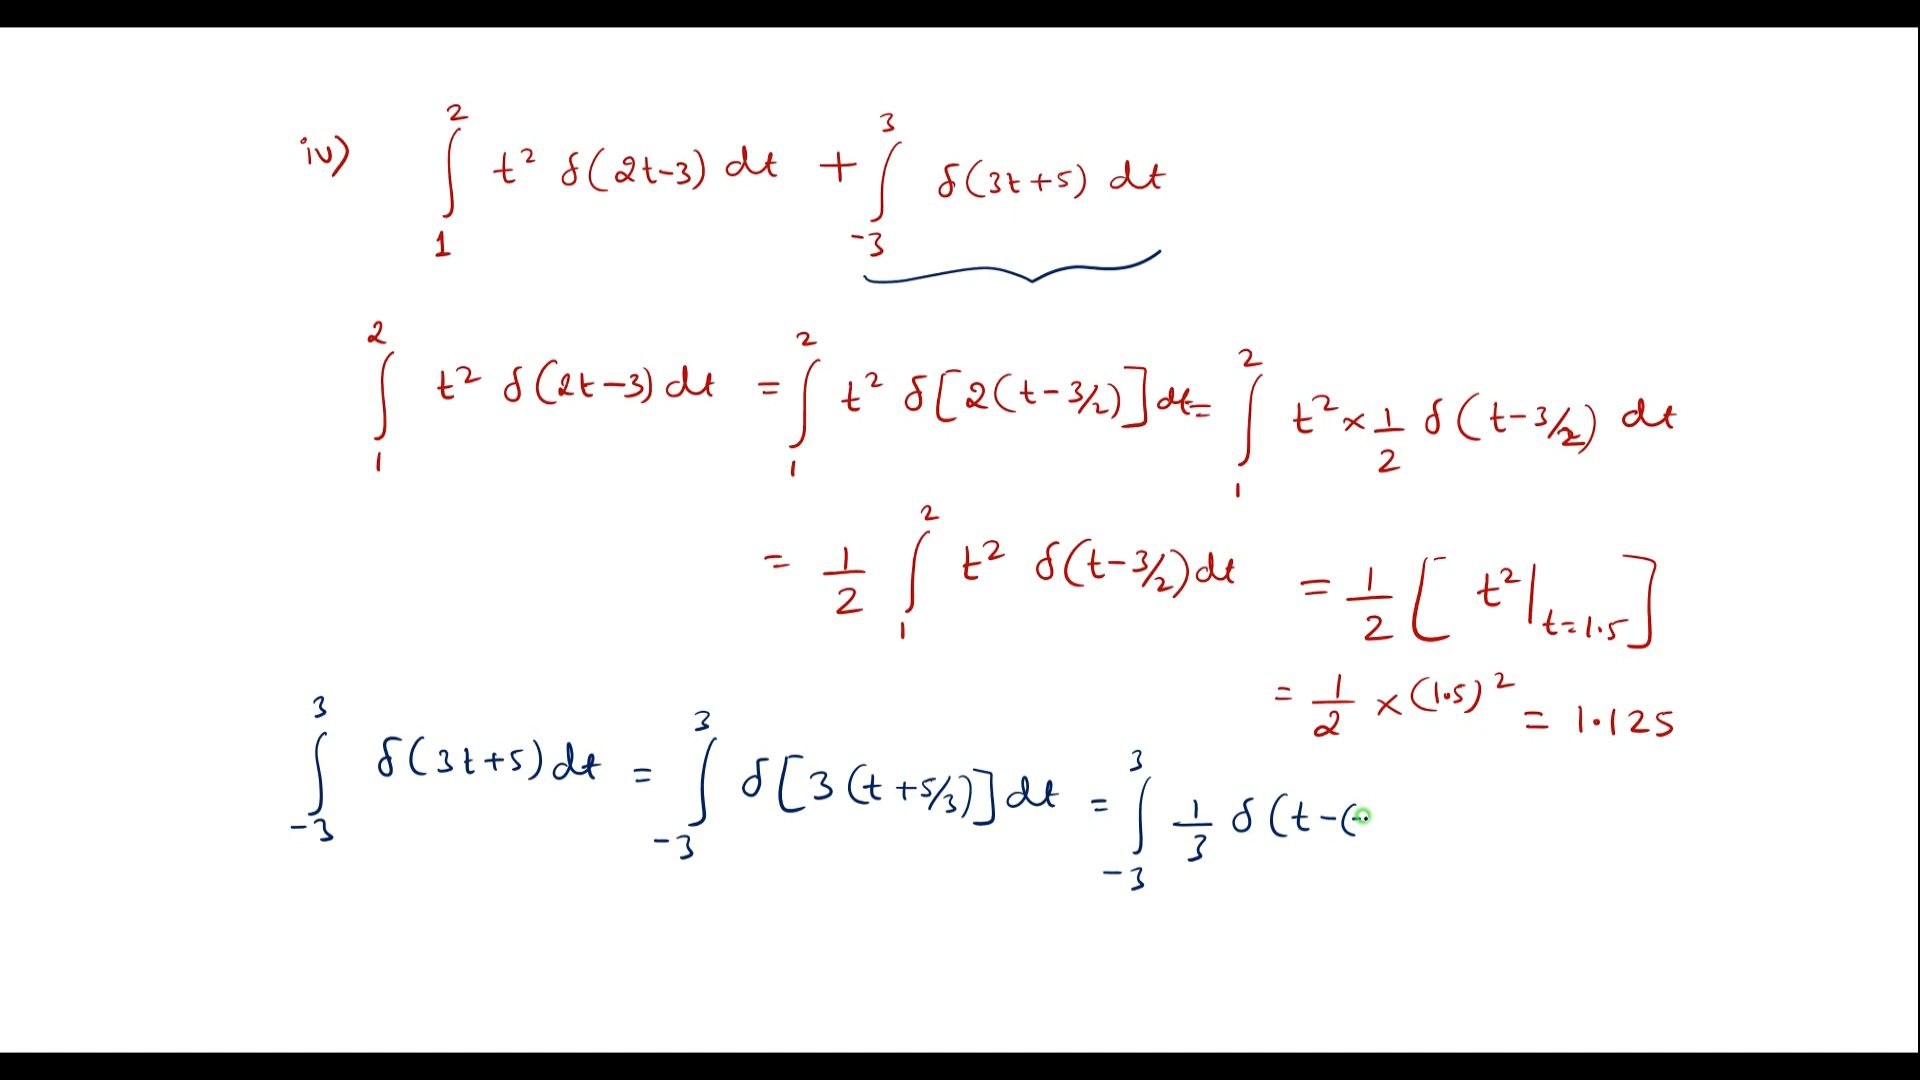 iv) ∫₁² t² δ(2t-3) dt + ∫₋₃³ δ(3t+5) dt
∫₁² t² δ(2t-3) dt = ∫₁² t² δ[2(t-3/2)] dt = ∫₁² t² × 1/2 δ(t-3/2) dt
= 1/2 ∫₁² t² δ(t-3/2) dt = 1/2 [t²|t=1.5]
= 1/2 × (1.5)² = 1.125
∫₋₃³ δ(3t+5) dt = ∫₋₃³ δ[3(t+5/3)] dt = ∫₋₃³ 1/3 δ(t-(